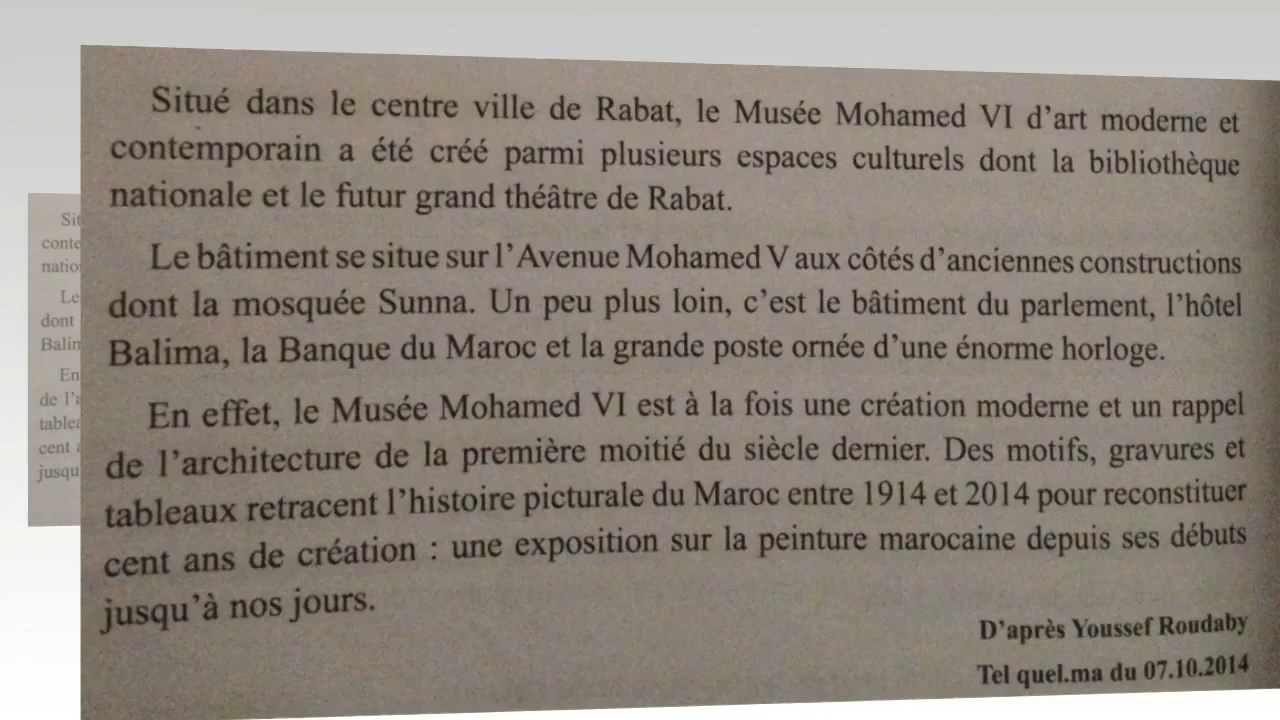 Situé dans le centre ville de Rabat, le Musée Mohamed VI d'art moderne et
contemporain a été créé parmi plusieurs espaces culturels dont la bibliothèque
nationale et le futur grand théâtre de Rabat.
Le bâtiment se situe sur l'Avenue Mohamed V aux côtés d'anciennes constructions
dont la mosquée Sunna. Un peu plus loin, c'est le bâtiment du parlement, l'hôtel
Balima, la Banque du Maroc et la grande poste ornée d'une énorme horloge.
En effet, le Musée Mohamed VI est à la fois une création moderne et un rappel
de l'architecture de la première moitié du siècle dernier. Des motifs, gravures et
tableaux retracent l'histoire picturale du Maroc entre 1914 et 2014 pour reconstituer
cent ans de création : une exposition sur la peinture marocaine depuis ses débuts
jusqu'à nos jours.
D'après Youssef Roudaby
Tel quel.ma du 07.10.2014